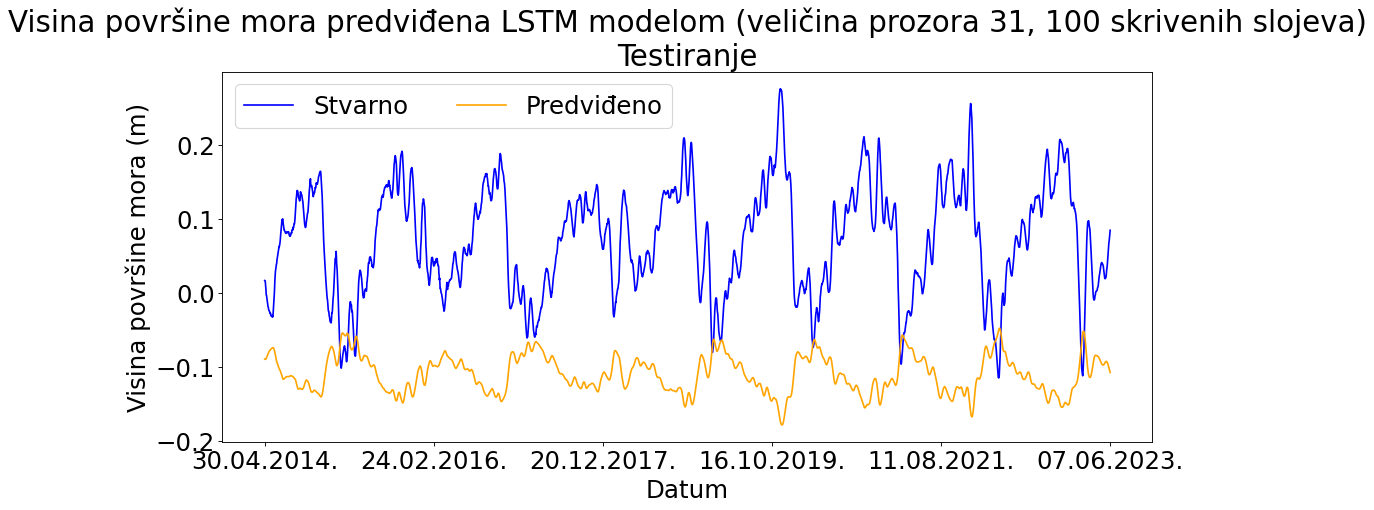 Visina površine mora predviđena LSTM modelom (veličina prozora 31, 100 skrivenih slojeva)
Testiranje
Stvarno
Predviđeno
Visina površine mora (m)
0.2
0.1
0.0
−0.1
−0.2
30.04.2014.
24.02.2016.
20.12.2017.
16.10.2019.
11.08.2021.
07.06.2023.
Datum